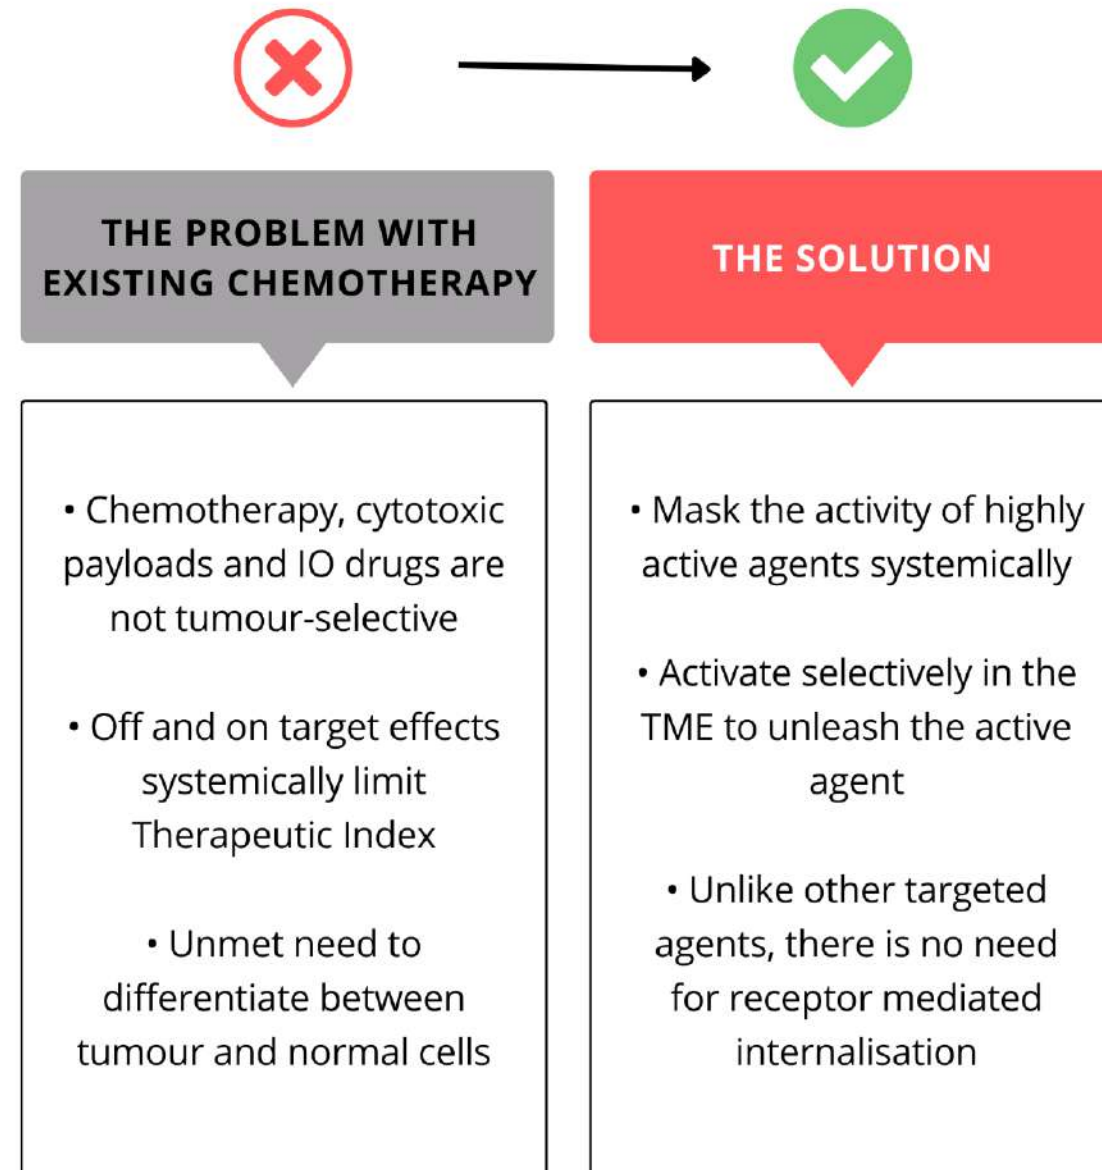 THE PROBLEM WITH
EXISTING CHEMOTHERAPY
• Chemotherapy, cytotoxic
payloads and IO drugs are
not tumour-selective
• Off and on target effects
systemically limit
Therapeutic Index
• Unmet need to
differentiate between
tumour and normal cells
THE SOLUTION
• Mask the activity of highly
active agents systemically
• Activate selectively in the
TME to unleash the active
agent
• Unlike other targeted
agents, there is no need
for receptor mediated
internalisation